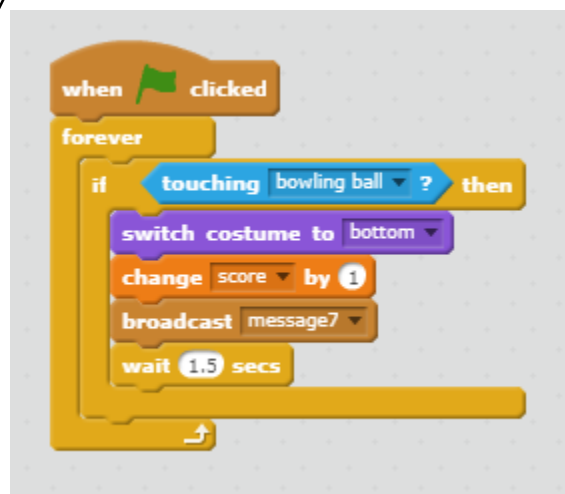 when clicked
forever
if touching bowling ball ? then
switch costume to bottom
change score by 1
broadcast message7
wait 1.5 secs